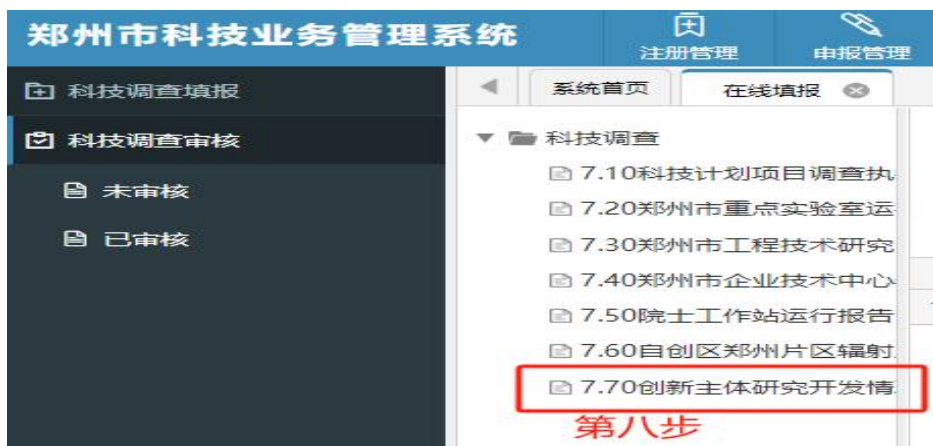 郑州市科技业务管理系统
注册管理
申报管理
科技调查填报
科技调查审核
未审核
已审核
系统首页
在线填报
科技调查
7.10科技计划项目调查执
7.20郑州市重点实验室运
7.30郑州市工程技术研究
7.40郑州市企业技术中心
7.50院士工作站运行报告
7.60自创区郑州片区辐射
7.70创新主体研究开发情
第八步